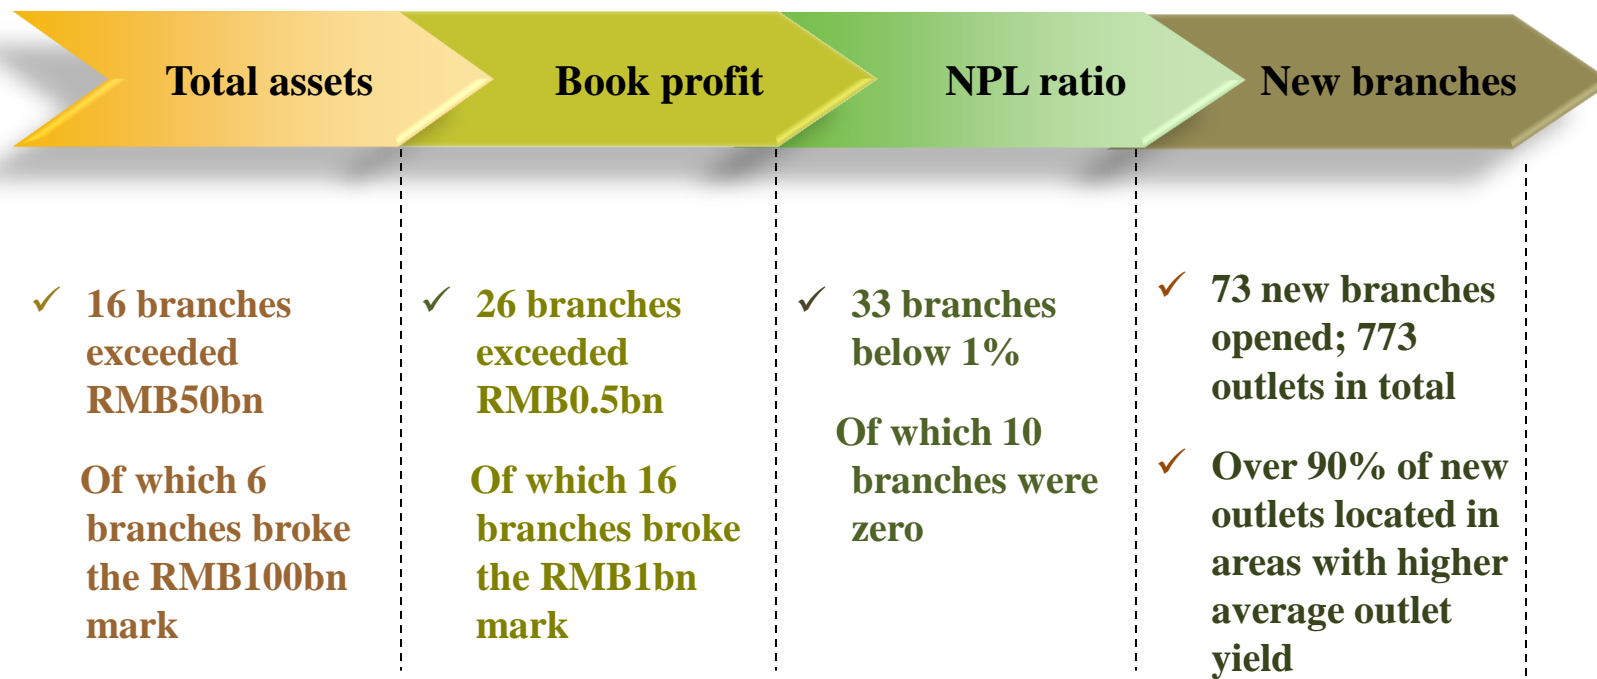 Total assets
Book profit
NPL ratio
New branches
✓ 16 branches
exceeded
RMB50bn
Of which 6
branches broke
the RMB100bn
mark
✓ 26 branches
exceeded
RMB0.5bn
Of which 16
branches broke
the RMB1bn
mark
✓ 33 branches
below 1%
Of which 10
branches were
zero
✓ 73 new branches
opened; 773
outlets in total
✓ Over 90% of new
outlets located in
areas with higher
average outlet
yield